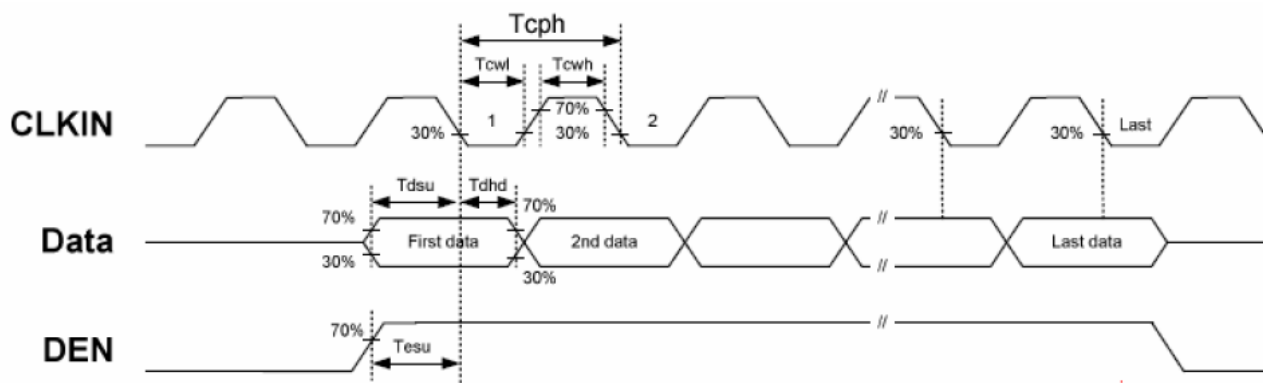 Tcph
Tcwl Tcwh
CLKIN 30% 1 70% 30% 2 // 30% 30% Last
Tdsu Tdhd
70% 70%
Data First data 2nd data // Last data
30% 30%
70% //
DEN Tesu